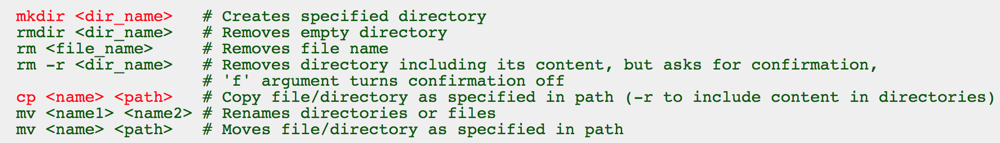 mkdir <dir_name>   # Creates specified directory
rmdir <dir_name>   # Removes empty directory
rm <file_name>     # Removes file name
rm -r <dir_name>   # Removes directory including its content, but asks for confirmation,
                   # 'f' argument turns confirmation off
cp <name> <path>   # Copy file/directory as specified in path (-r to include content in directories)
mv <name1> <name2> # Renames directories or files
mv <name> <path>   # Moves file/directory as specified in path